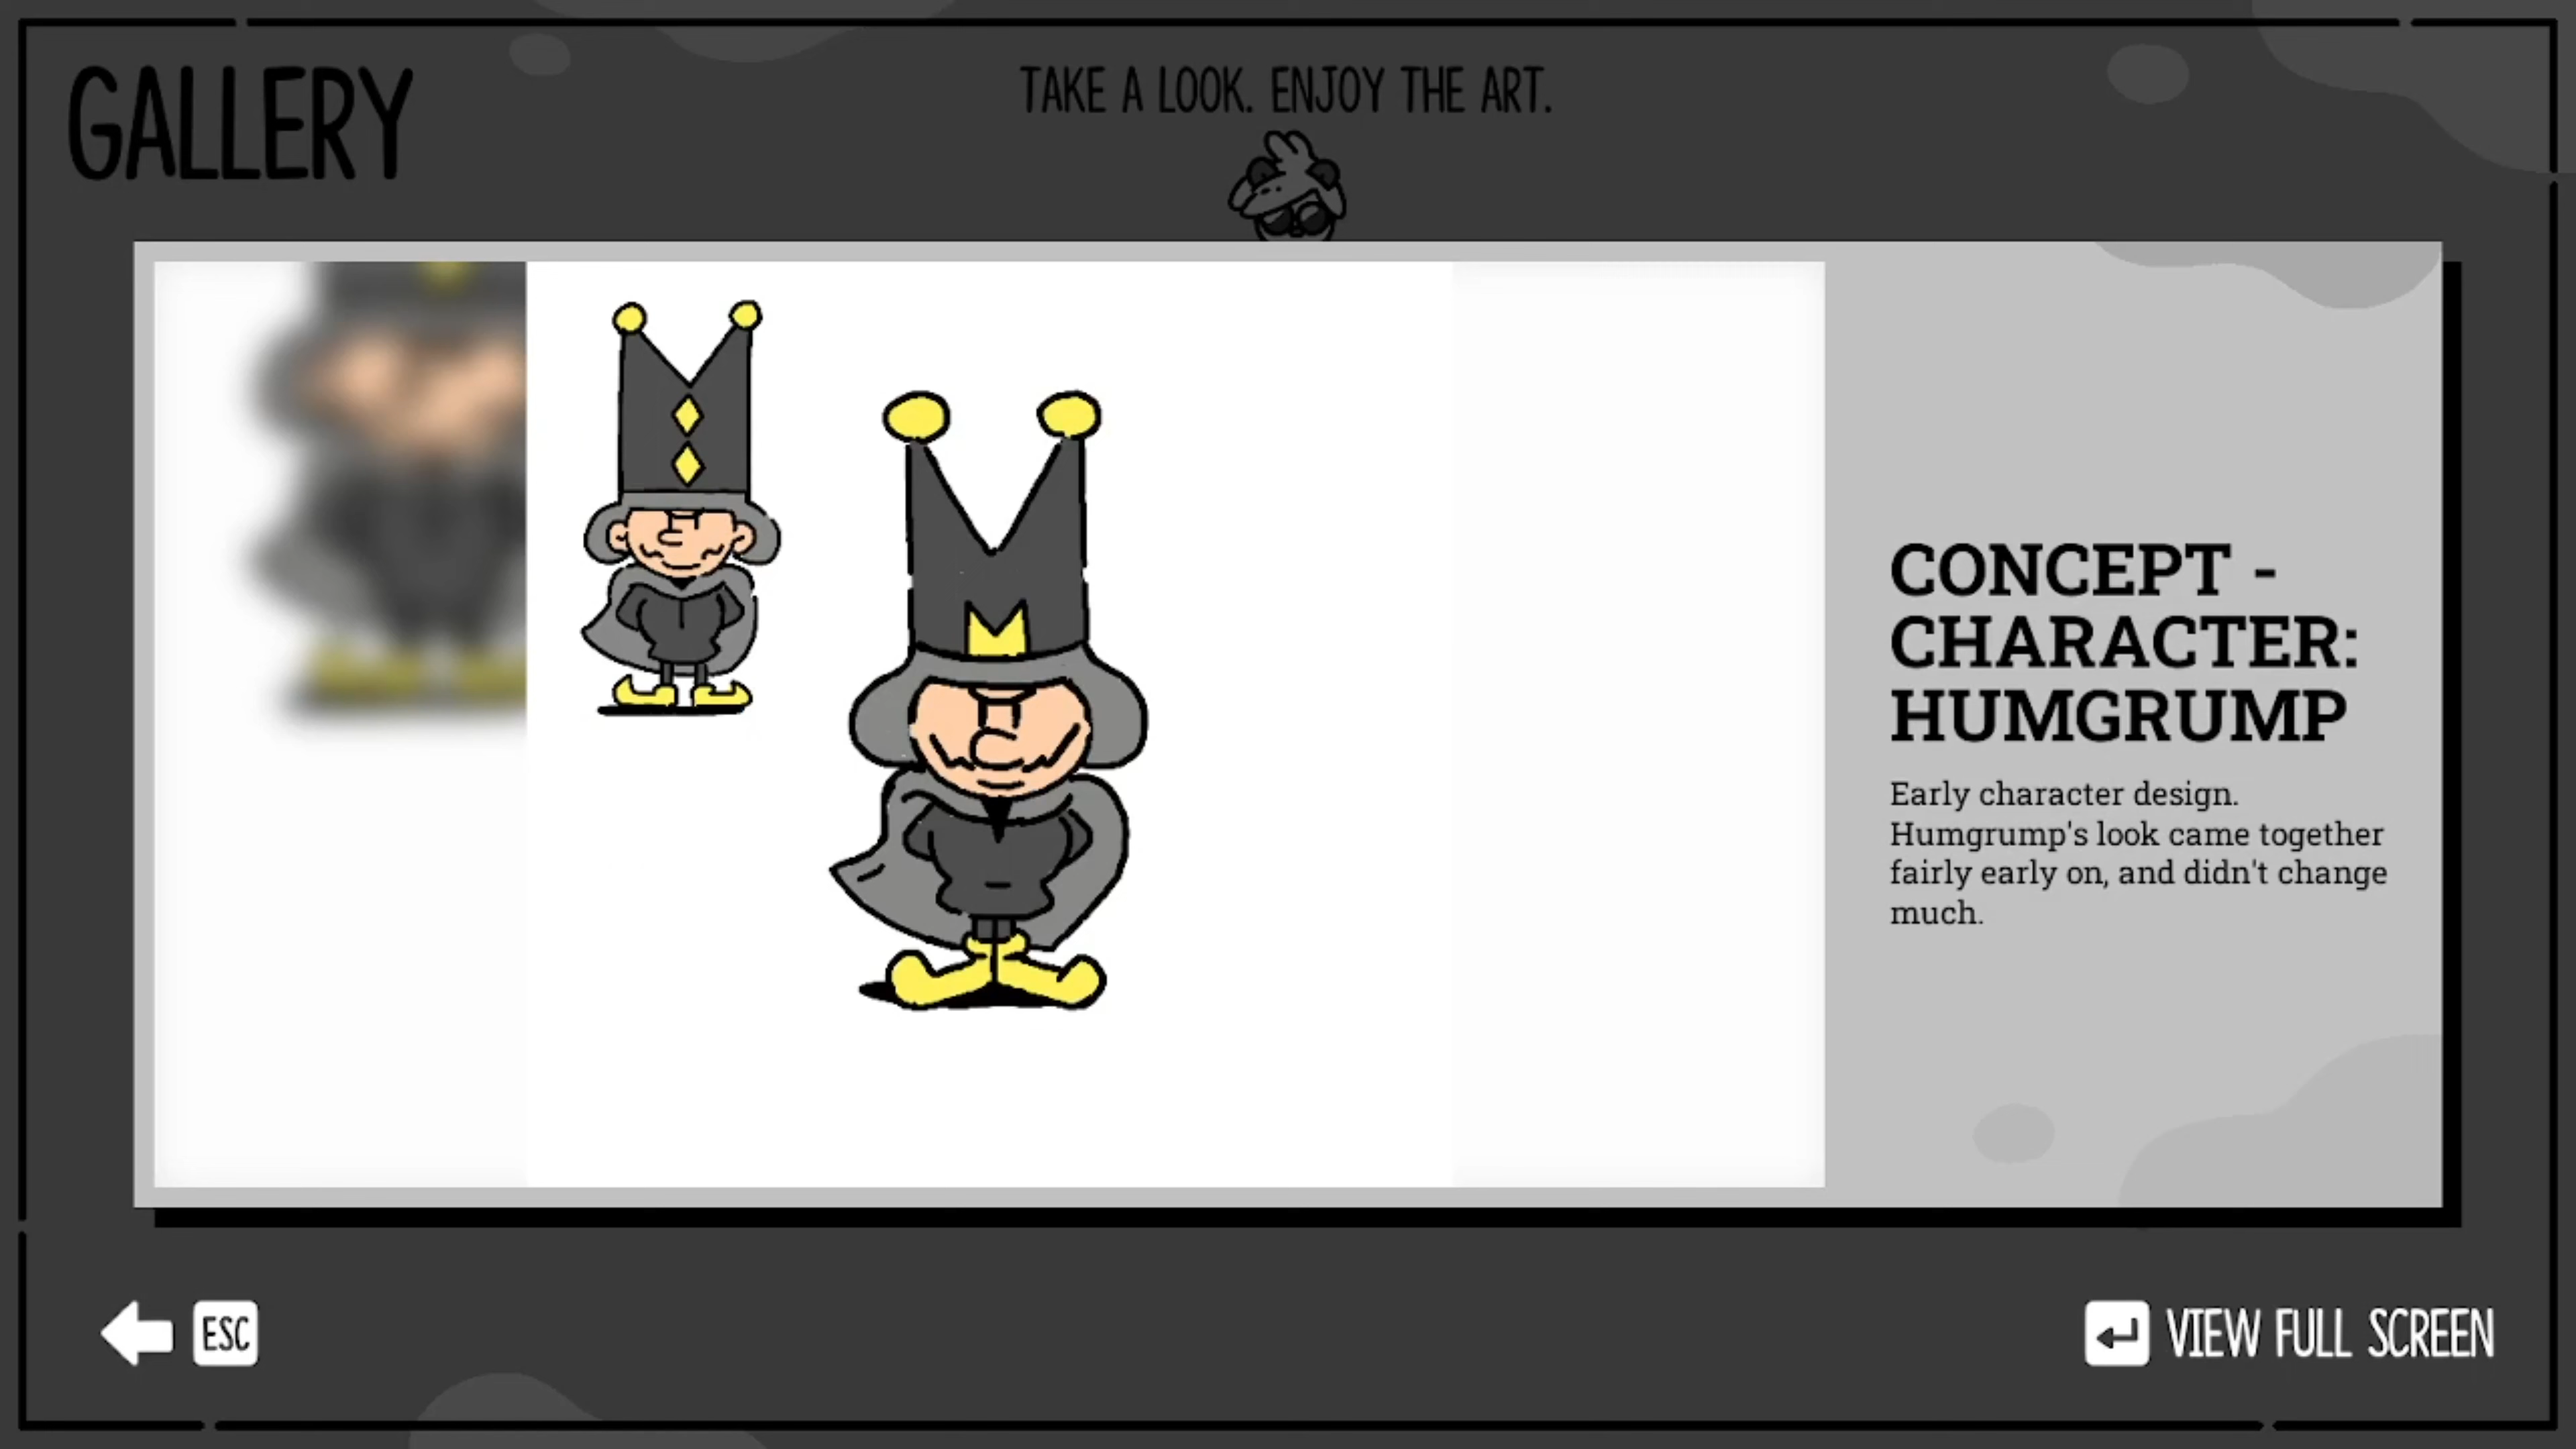 GALLERY
TAKE A LOOK. ENJOY THE ART.
CONCEPT -
CHARACTER:
HUMGRUMP
Early character design.
Humgrump's look came together
fairly early on, and didn't change
much.
ESC
VIEW FULL SCREEN